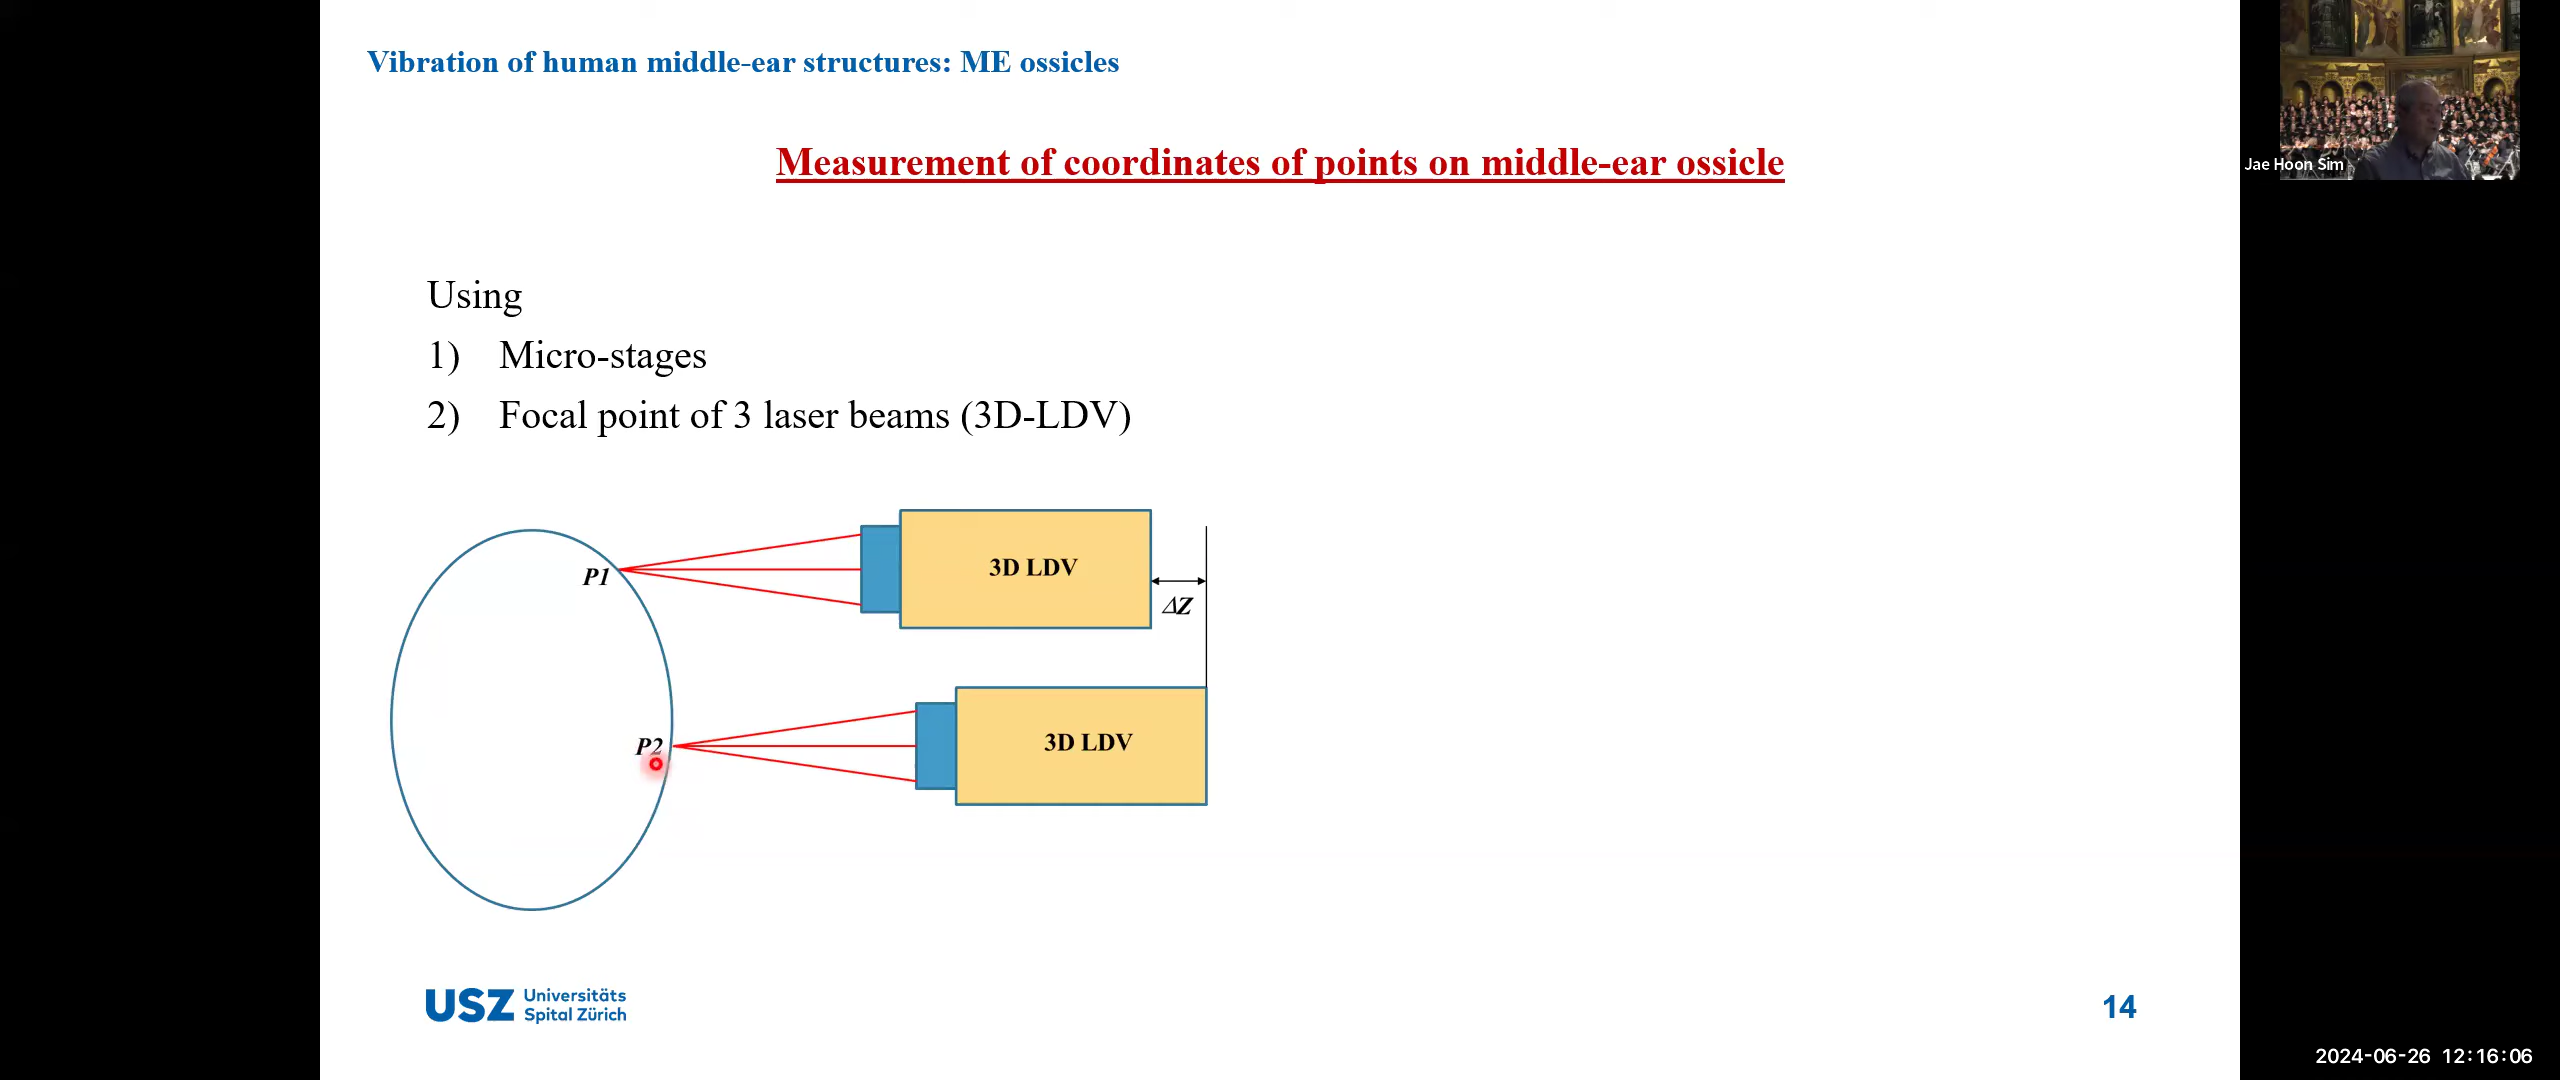 Vibration of human middle-ear structures: ME ossicles
Measurement of coordinates of points on middle-ear ossicle
Using
1) Micro-stages
2) Focal point of 3 laser beams (3D-LDV)
P1
3D LDV
ΔZ
P2
3D LDV
USZ Universitäts
Spital Zürich
14
Jae Hoon Sim
2024-06-26 12:16:06